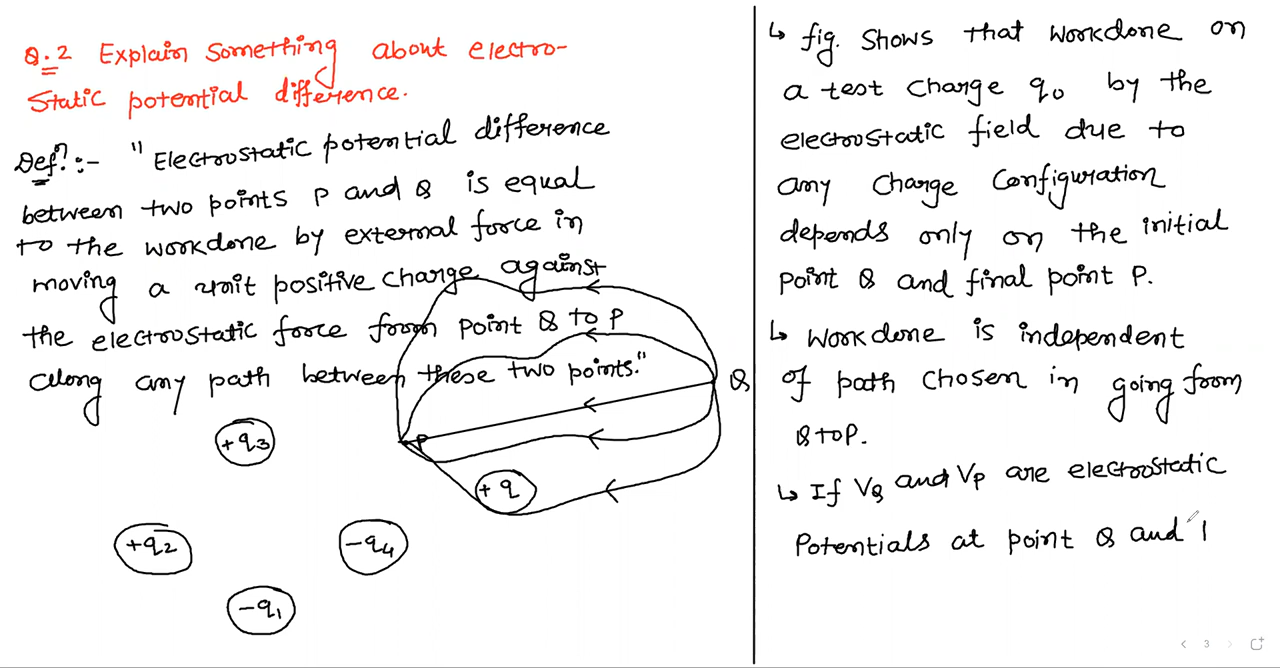 Q.2 Explain something about electro-
static potential difference.
Defn:- "Electrostatic potential difference
between two points P and Q is equal
to the workdone by external force in
moving a unit positive charge against
the electrostatic force from point Q to P
along any path between these two points."
Q
P
+q3
+q
+q2
-q4
-q1
↳ fig. shows that workdone on
a test charge q0 by the
electrostatic field due to
any charge configuration
depends only on the initial
point Q and final point P.
↳ workdone is independent
of path chosen in going from
Q to P.
↳ If VQ and VP are electrostatic
Potentials at point Q and
3